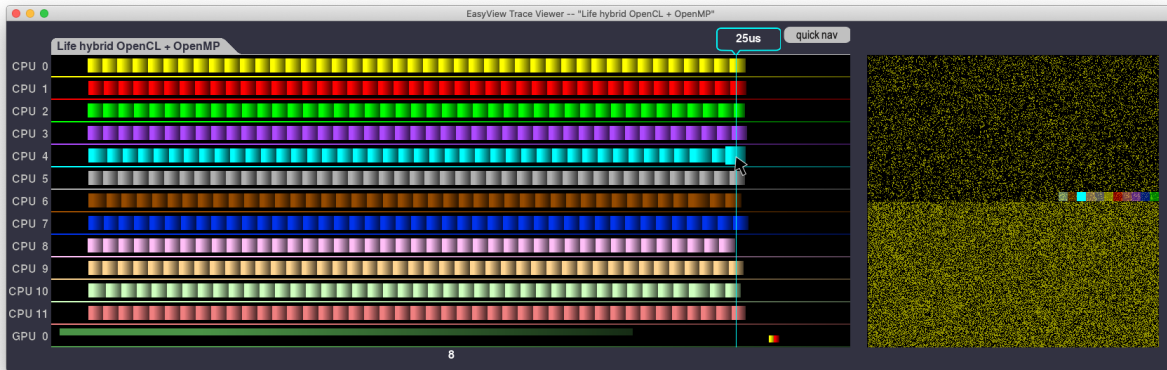 EasyView Trace Viewer -- "Life hybrid OpenCL + OpenMP"
25us
quick nav
Life hybrid OpenCL + OpenMP
CPU 0
CPU 1
CPU 2
CPU 3
CPU 4
CPU 5
CPU 6
CPU 7
CPU 8
CPU 9
CPU 10
CPU 11
GPU 0
8